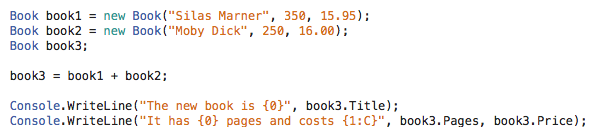 Book book1 = new Book("Silas Marner", 350, 15.95);
Book book2 = new Book("Moby Dick", 250, 16.00);
Book book3;
book3 = book1 + book2;
Console.WriteLine("The new book is {0}", book3.Title);
Console.WriteLine("It has {0} pages and costs {1:C}", book3.Pages, book3.Price);